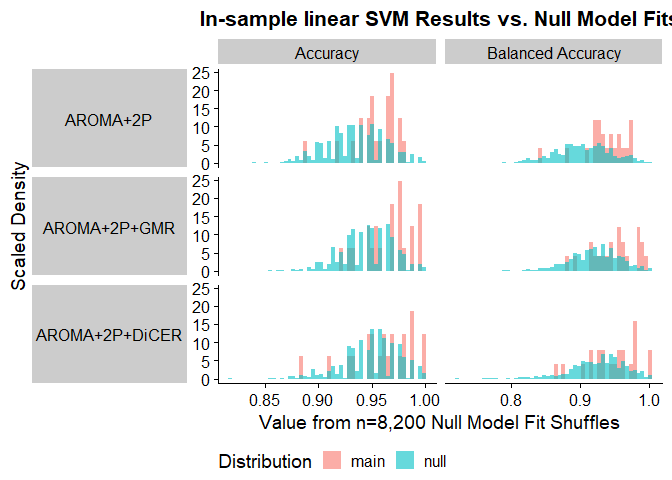 In-sample linear SVM Results vs. Null Model Fits
Accuracy
Balanced Accuracy
Scaled Density
AROMA+2P
25
20
15
10
5
0
AROMA+2P+GMR
25
20
15
10
5
0
AROMA+2P+DiCER
25
20
15
10
5
0
0.85 0.90 0.95 1.00
0.8 0.9 1.0
Value from n=8,200 Null Model Fit Shuffles
Distribution main null